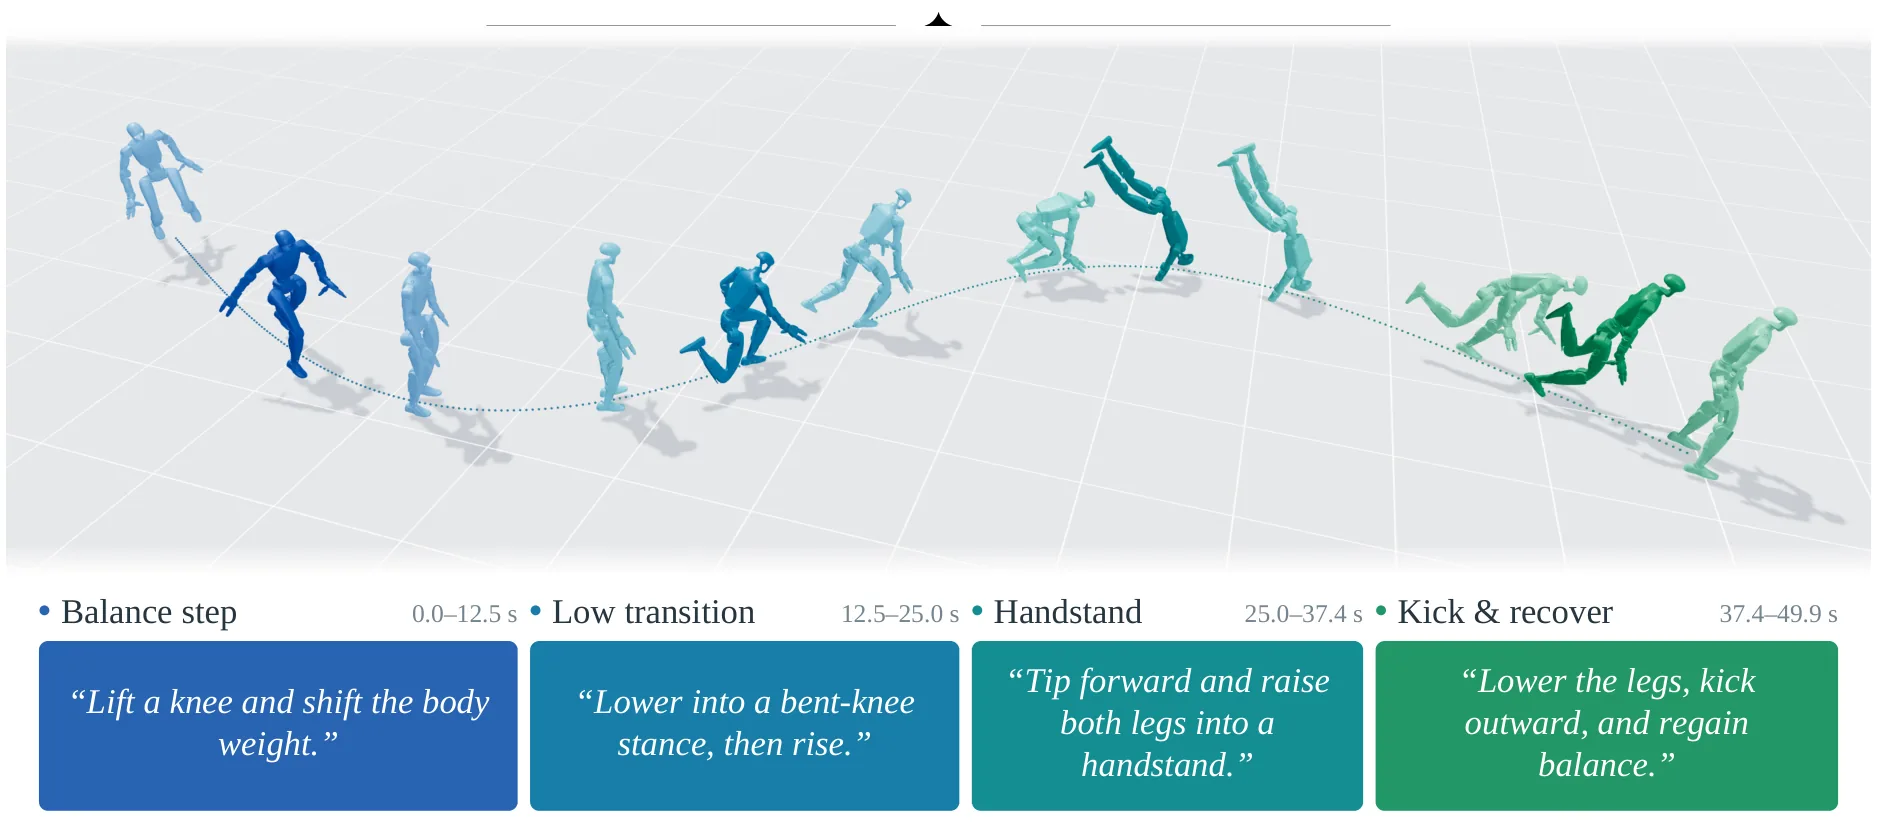 • Balance step 0.0–12.5 s
“Lift a knee and shift the body
weight.”
• Low transition 12.5–25.0 s
“Lower into a bent-knee
stance, then rise.”
• Handstand 25.0–37.4 s
“Tip forward and raise
both legs into a
handstand.”
• Kick & recover 37.4–49.9 s
“Lower the legs, kick
outward, and regain
balance.”